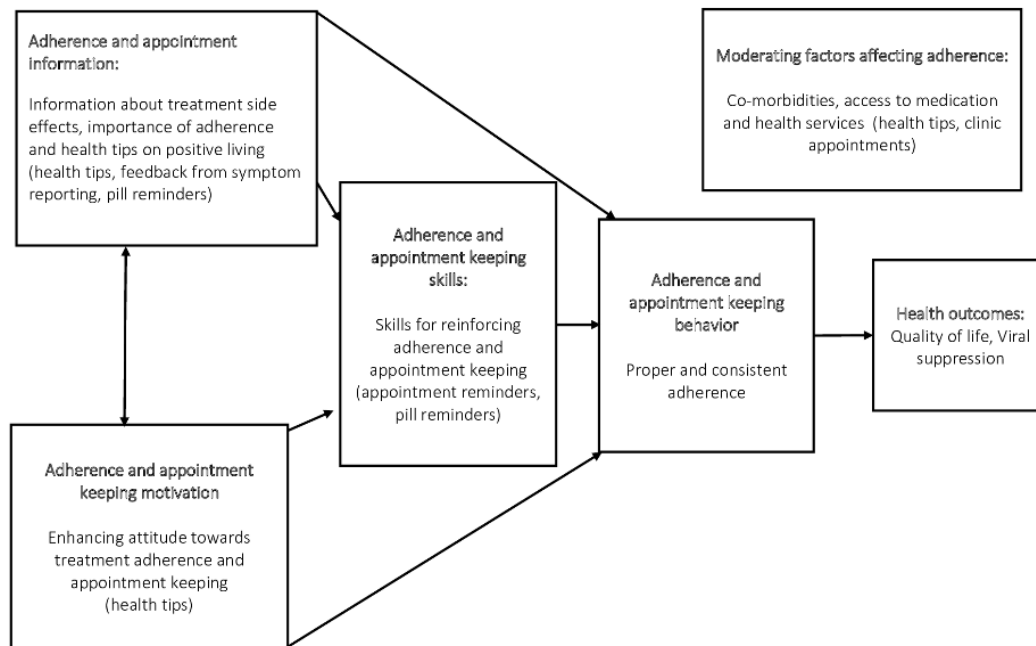 Adherence and appointment
information:
Information about treatment side
effects, importance of adherence
and health tips on positive living
(health tips, feedback from symptom
reporting, pill reminders)
Moderating factors affecting adherence:
Co-morbidities, access to medication
and health services (health tips, clinic
appointments)
Adherence and
appointment keeping
skills:
Skills for reinforcing
adherence and
appointment keeping
(appointment reminders,
pill reminders)
Adherence and
appointment keeping
behavior
Proper and consistent
adherence
Health outcomes:
Quality of life, Viral
suppression
Adherence and appointment
keeping motivation
Enhancing attitude towards
treatment adherence and
appointment keeping
(health tips)